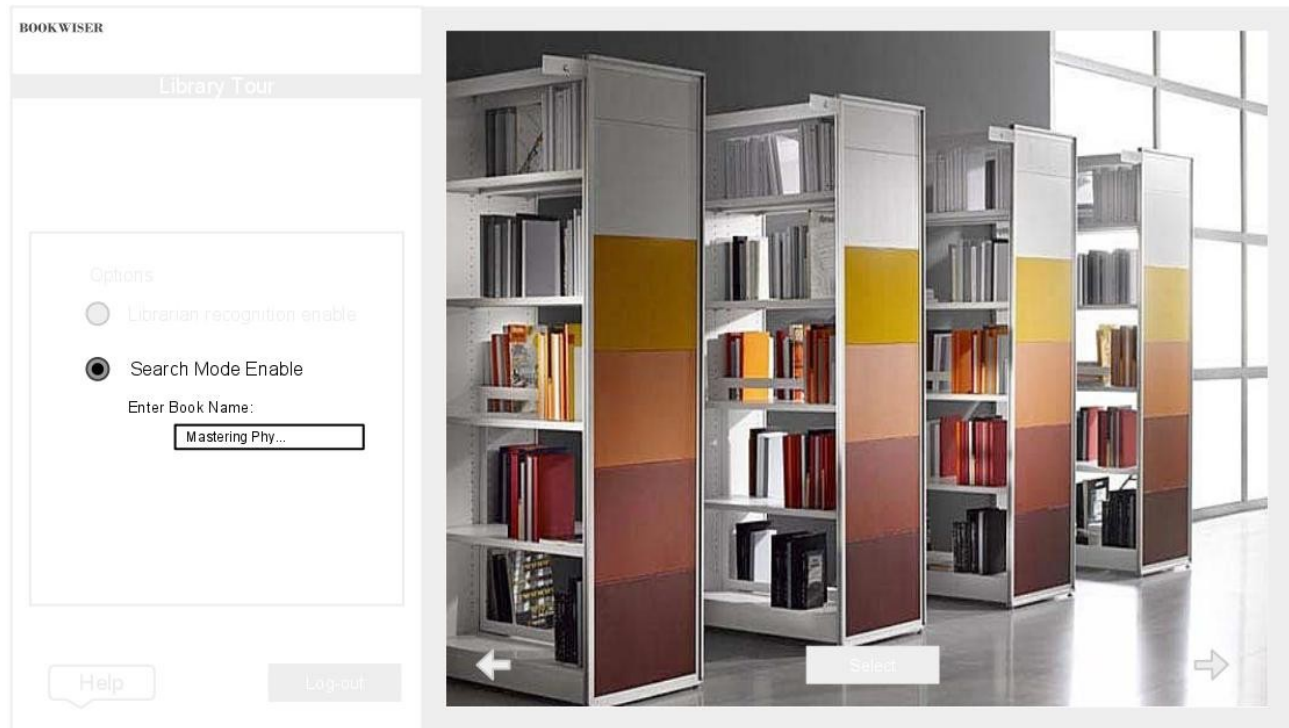 BOOKWISER
Library Tour
Options
Librarian recognition enable
Search Mode Enable
Enter Book Name:
Mastering Phy...
Help
Log-out
Select